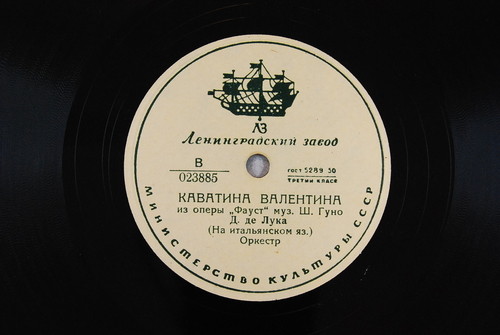 ЛЗ
Ленинградский завод
В
023885
ГОСТ 5289 50
ТРЕТИЙ КЛАСС
КАВАТИНА ВАЛЕНТИНА
из оперы „Фауст" муз. Ш. Гуно
Д. де Лука
(На итальянском яз.)
Оркестр
МИНИСТЕРСТВО КУЛЬТУРЫ СССР